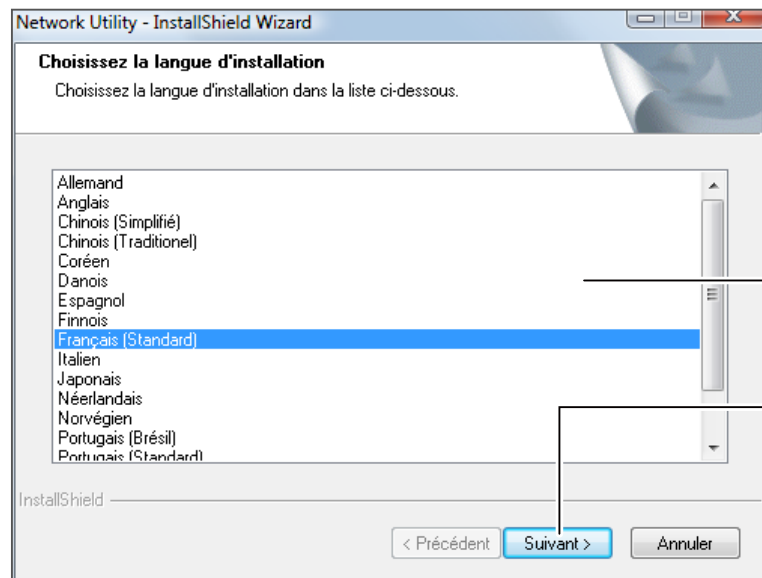 Network Utility - InstallShield Wizard
Choisissez la langue d'installation
Choisissez la langue d'installation dans la liste ci-dessous.
Allemand
Anglais
Chinois (Simplifié)
Chinois (Traditionel)
Coréen
Danois
Espagnol
Finnois
Français (Standard)
Italien
Japonais
Néerlandais
Norvégien
Portugais (Brésil)
Portugais (Standard)
InstallShield
< Précédent Suivant > Annuler